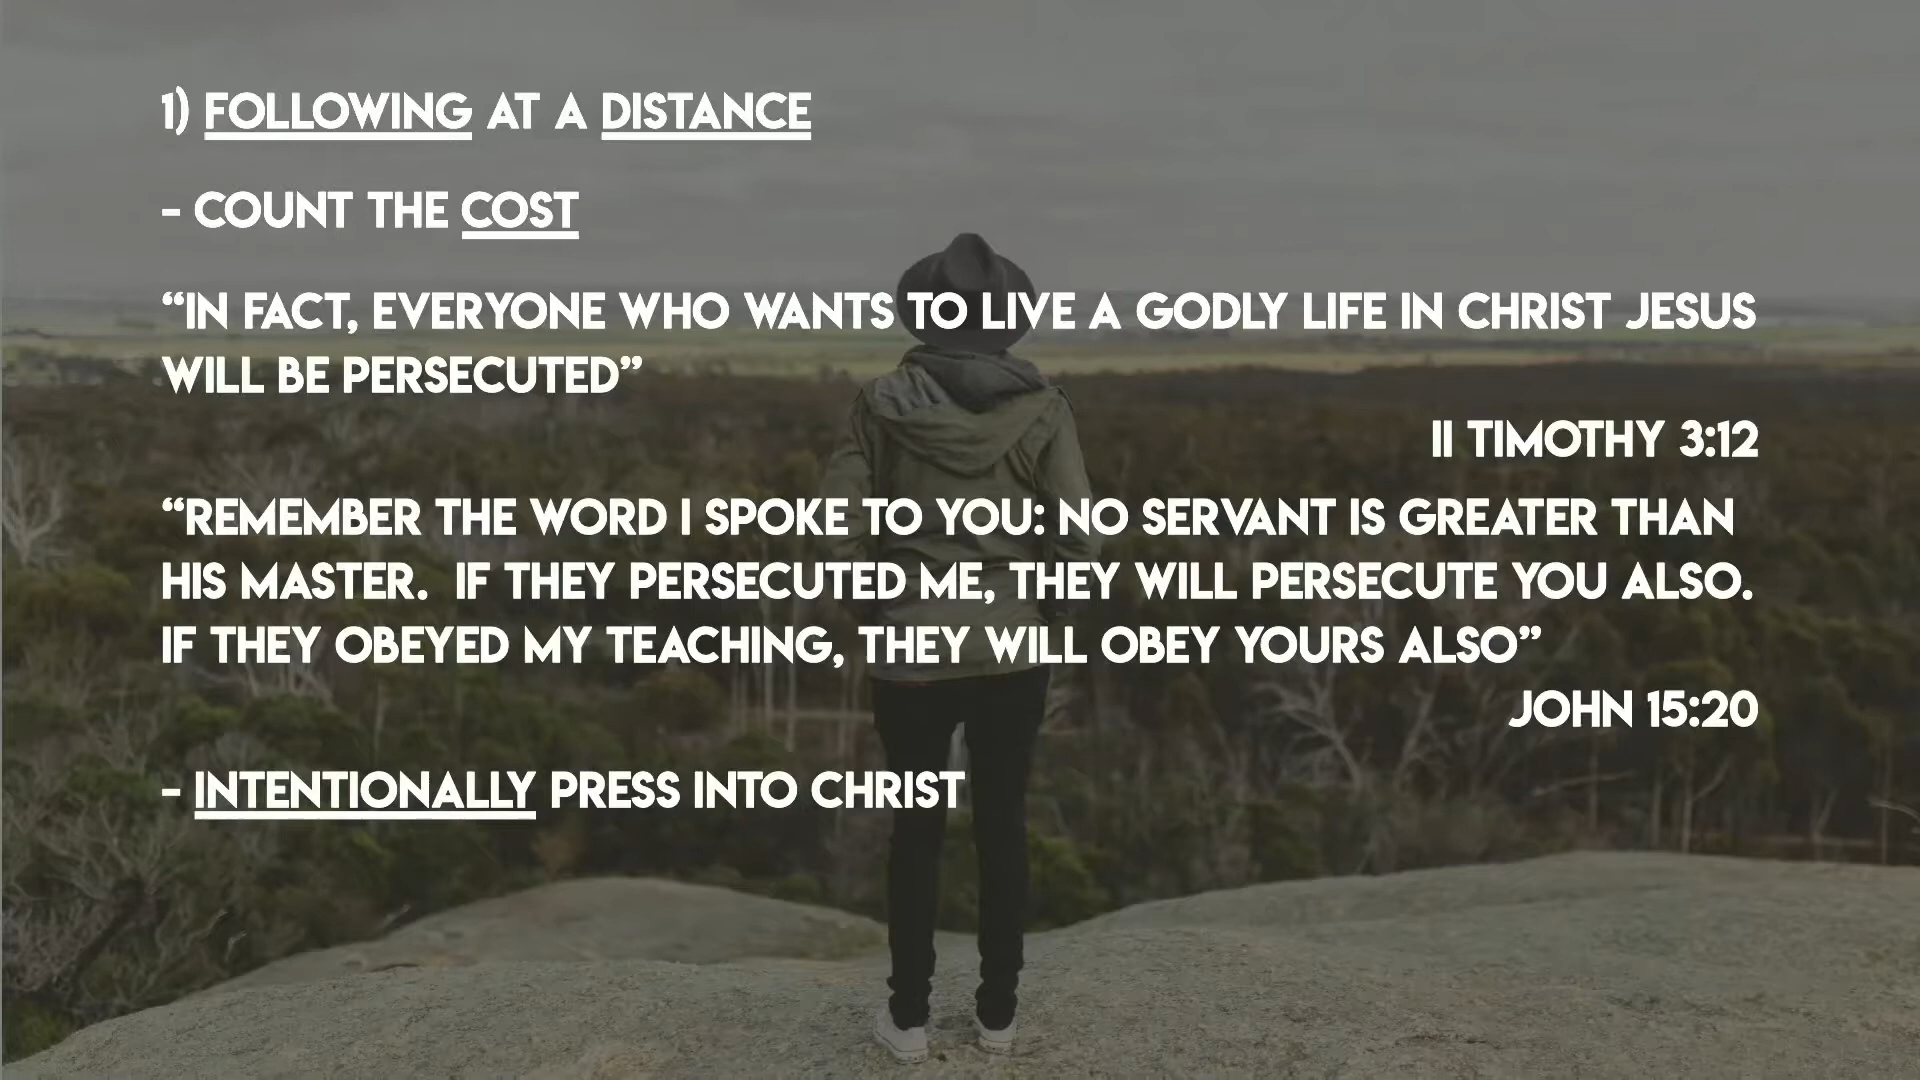 1) FOLLOWING AT A DISTANCE
- COUNT THE COST
“IN FACT, EVERYONE WHO WANTS TO LIVE A GODLY LIFE IN CHRIST JESUS
WILL BE PERSECUTED”
II TIMOTHY 3:12
“REMEMBER THE WORD I SPOKE TO YOU: NO SERVANT IS GREATER THAN
HIS MASTER.  IF THEY PERSECUTED ME, THEY WILL PERSECUTE YOU ALSO.
IF THEY OBEYED MY TEACHING, THEY WILL OBEY YOURS ALSO”
JOHN 15:20
- INTENTIONALLY PRESS INTO CHRIST